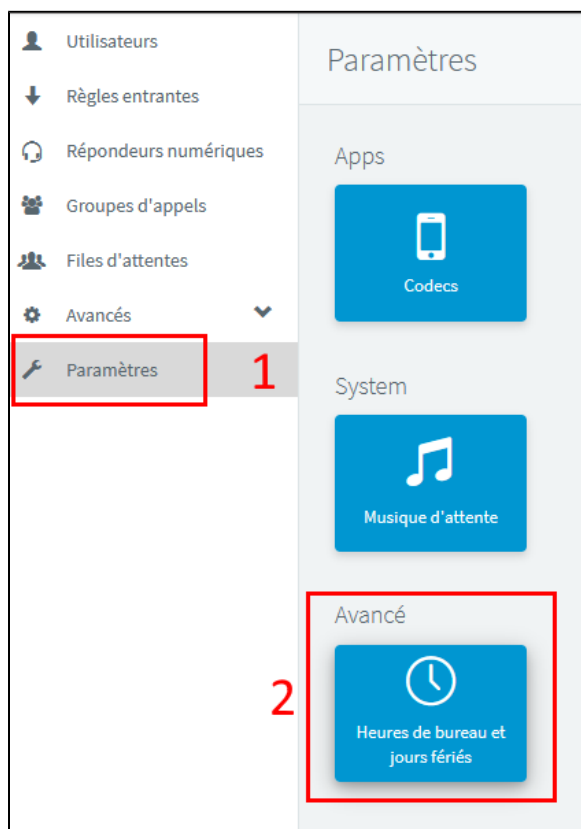 Utilisateurs
Règles entrantes
Répondeurs numériques
Groupes d'appels
Files d'attentes
Avancés
Paramètres
1
Paramètres
Apps
Codecs
System
Musique d'attente
Avancé
2
Heures de bureau et
jours fériés